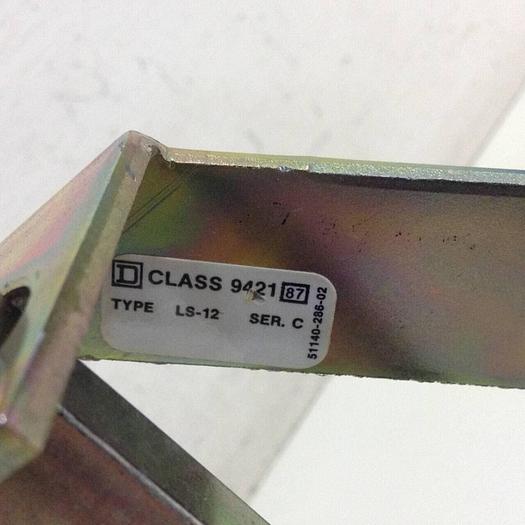 D CLASS 9421 87
TYPE LS-12 SER. C
51140-286-02